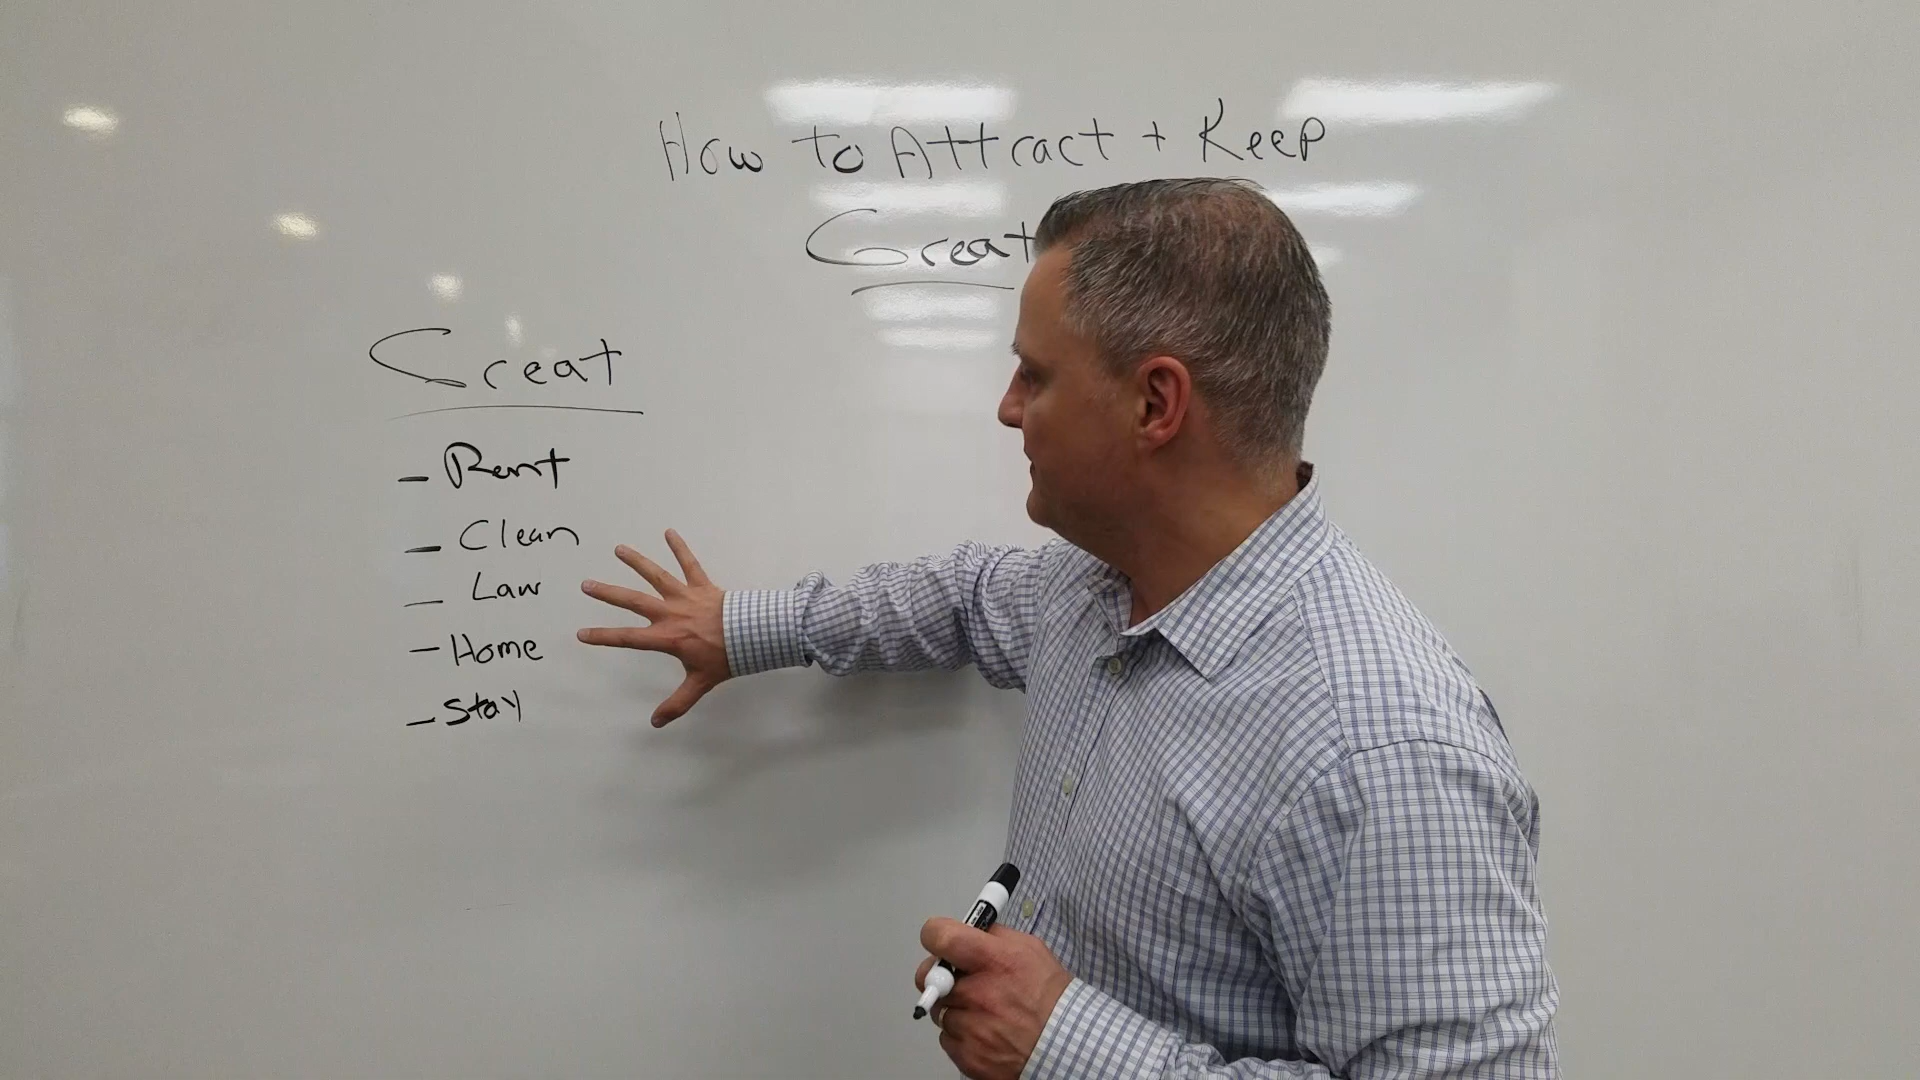 How to Attract + Keep
Great
Great
- Rent
- Clean
- Law
- Home
- Stay